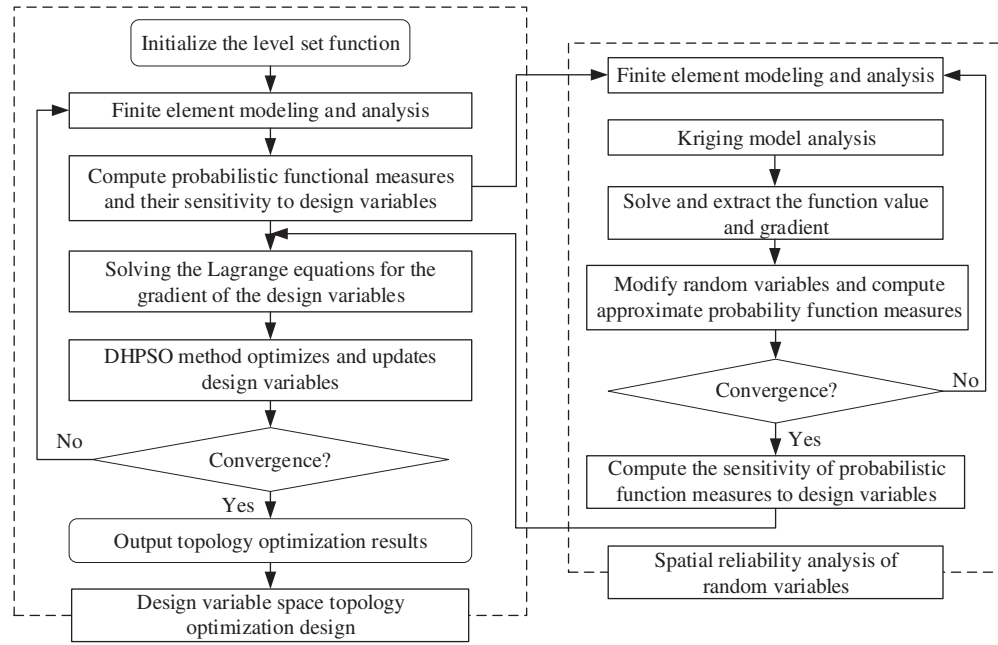 Initialize the level set function
Finite element modeling and analysis
Compute probabilistic functional measures
and their sensitivity to design variables
Solving the Lagrange equations for the
gradient of the design variables
DHPSO method optimizes and updates
design variables
No
Convergence?
Yes
Output topology optimization results
Design variable space topology
optimization design
Finite element modeling and analysis
Kriging model analysis
Solve and extract the function value
and gradient
Modify random variables and compute
approximate probability function measures
Convergence?
No
Yes
Compute the sensitivity of probabilistic
function measures to design variables
Spatial reliability analysis of
random variables